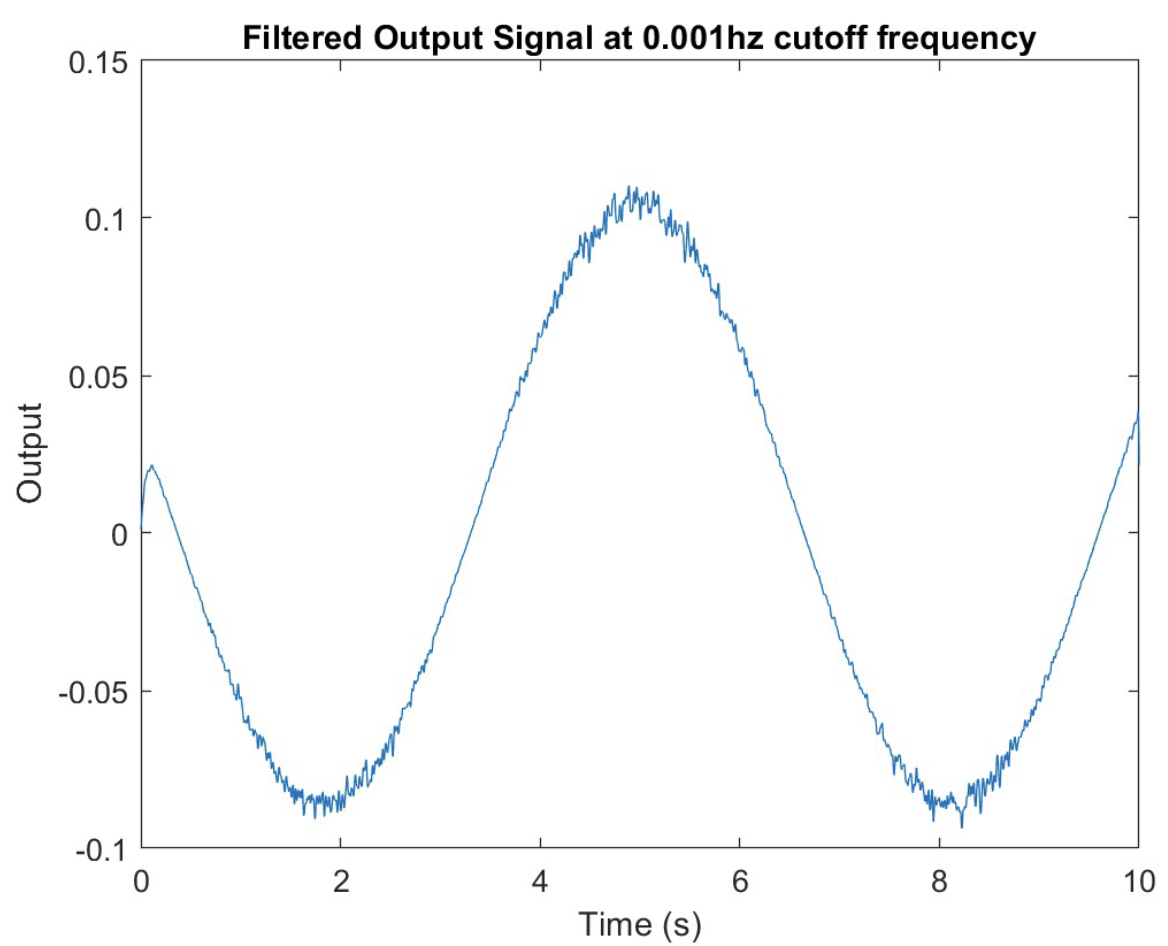 Filtered Output Signal at 0.001hz cutoff frequency
0.15
0.1
0.05
0
-0.05
-0.1
Output
0 2 4 6 8 10
Time (s)